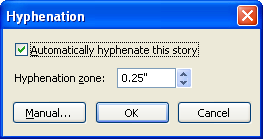 Hyphenation
Automatically hyphenate this story
Hyphenation zone: 0.25"
Manual... OK Cancel